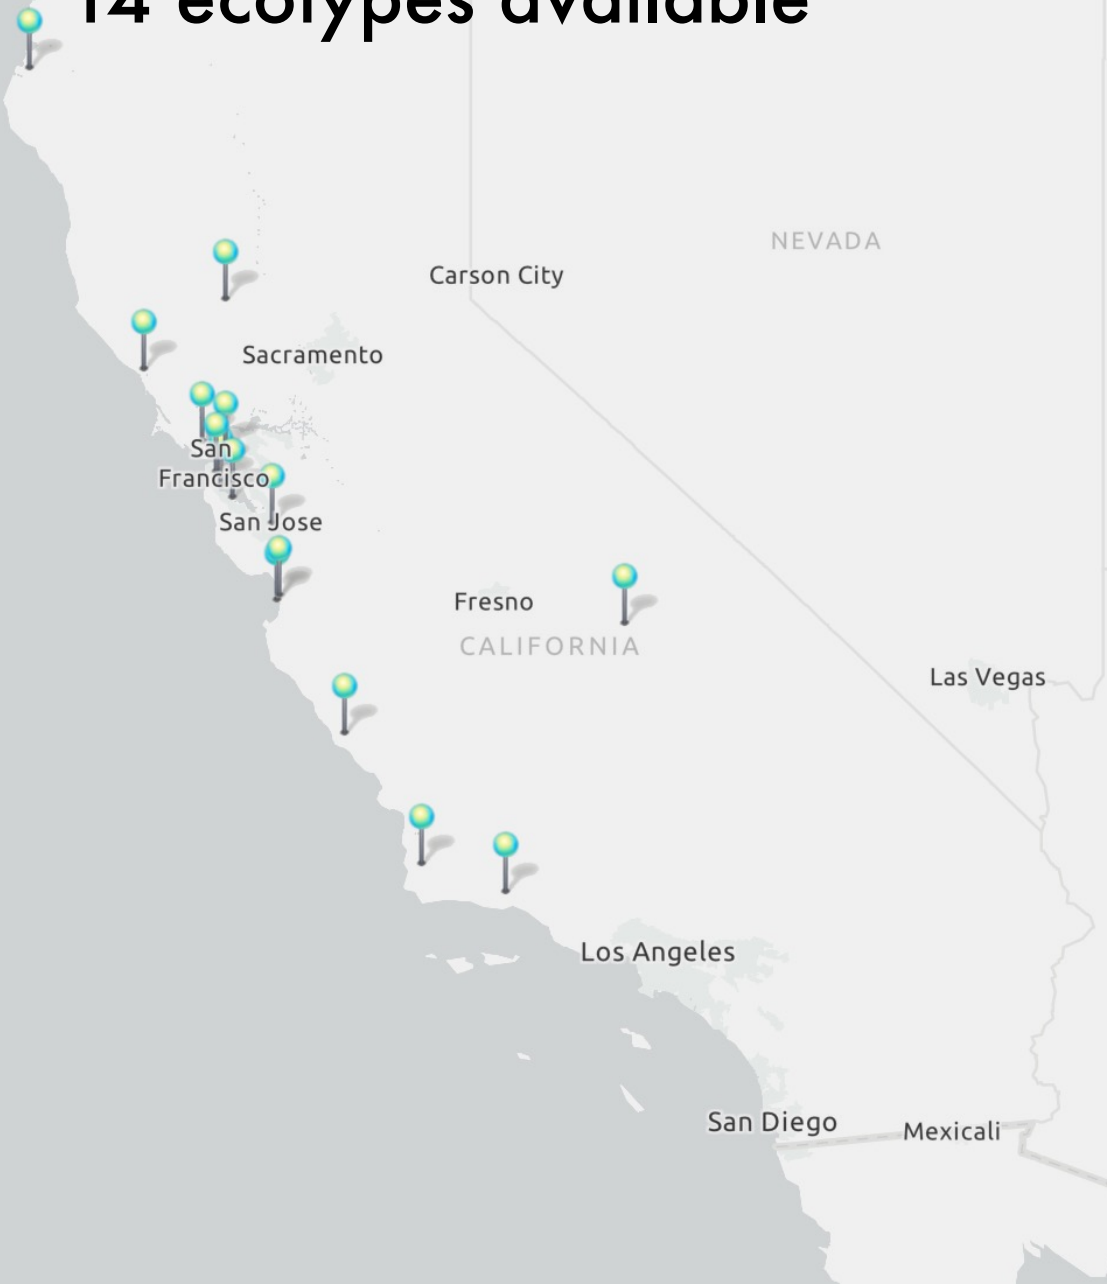 14 ecotypes available
NEVADA
Carson City
Sacramento
San
Francisco
San Jose
Fresno
CALIFORNIA
Las Vegas
Los Angeles
San Diego
Mexicali